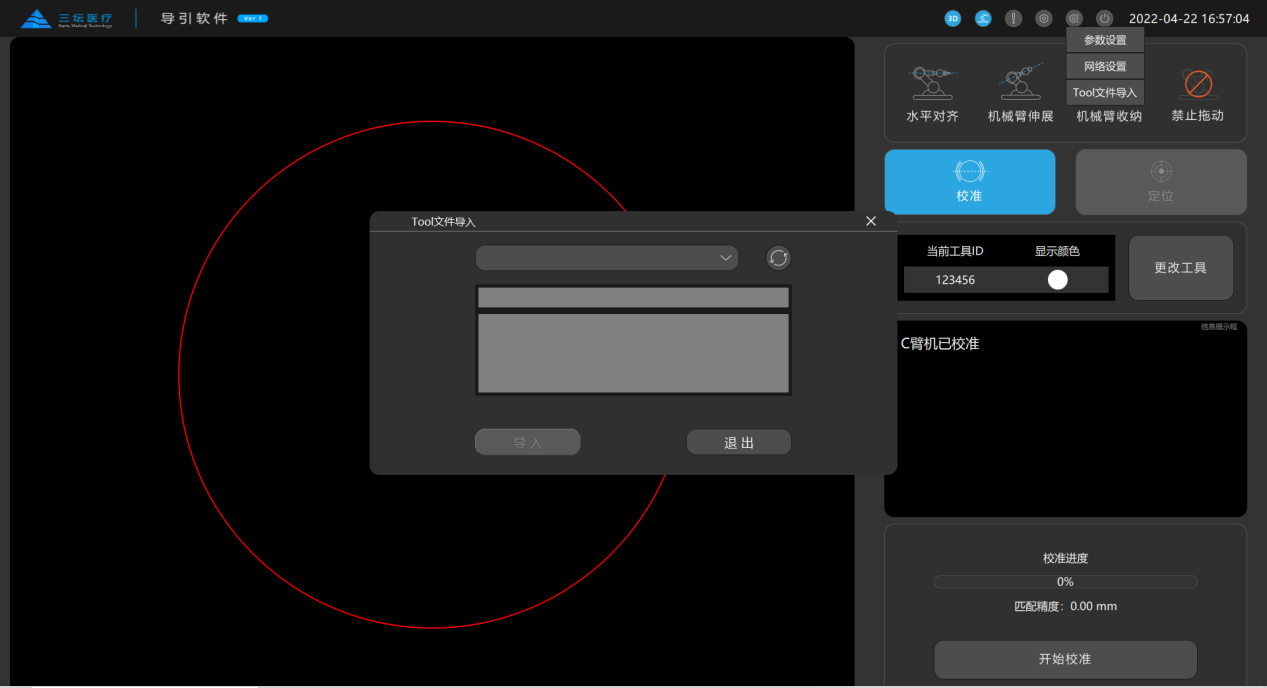 三坛医疗
Santa Medical Technology
导引软件
Ver 1
3D
2022-04-22 16:57:04
参数设置
网络设置
Tool文件导入
水平对齐
机械臂伸展
机械臂收纳
禁止拖动
校准
定位
Tool文件导入
导入
退出
当前工具ID
显示颜色
123456
更改工具
信息提示框
C臂机已校准
校准进度
0%
匹配精度：0.00 mm
开始校准